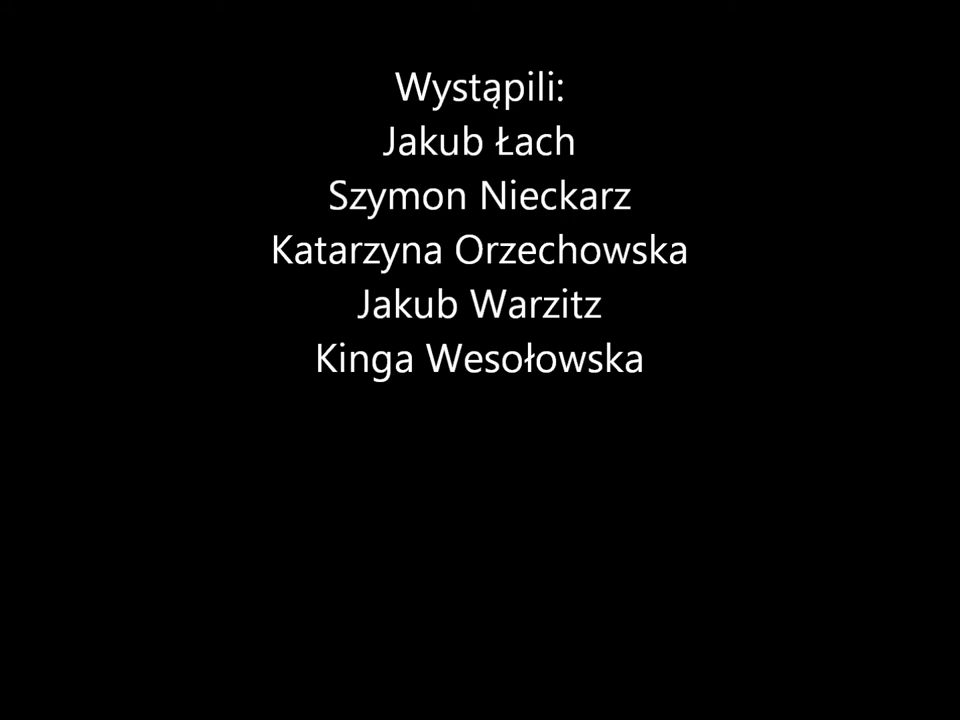 Wystąpili:
Jakub Łach
Szymon Nieckarz
Katarzyna Orzechowska
Jakub Warzitz
Kinga Wesołowska